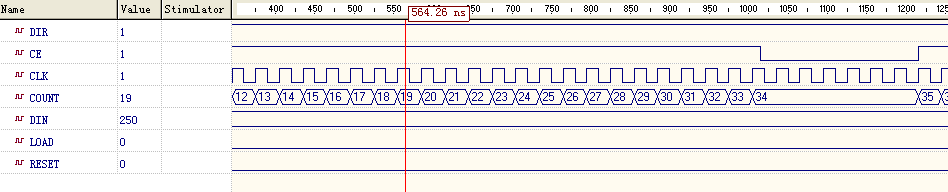 Name Value Stimulator 400 450 500 564.26 ns 650 700 750 800 850 900 950 1000 1050 1100 1150 1200
DIR 1
CE 1
CLK 1
COUNT 19 12 13 14 15 16 17 18 19 20 21 22 23 24 25 26 27 28 29 30 31 32 33 34 35
DIN 250
LOAD 0
RESET 0